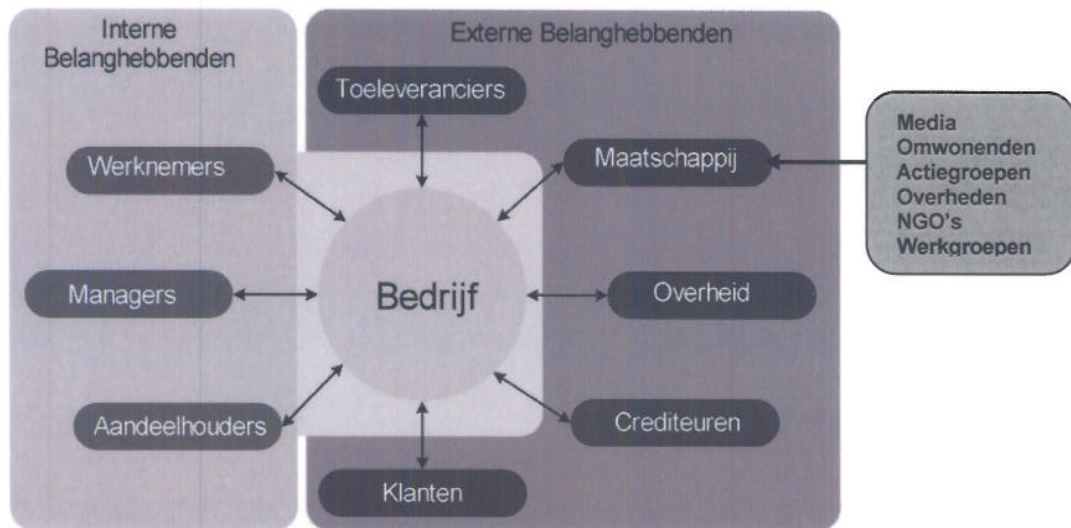 Interne
Belanghebbenden
Externe Belanghebbenden
Toeleveranciers
Werknemers
Maatschappij
Media
Omwonenden
Actiegroepen
Overheden
NGO's
Werkgroepen
Managers
Bedrijf
Overheid
Aandeelhouders
Crediteuren
Klanten